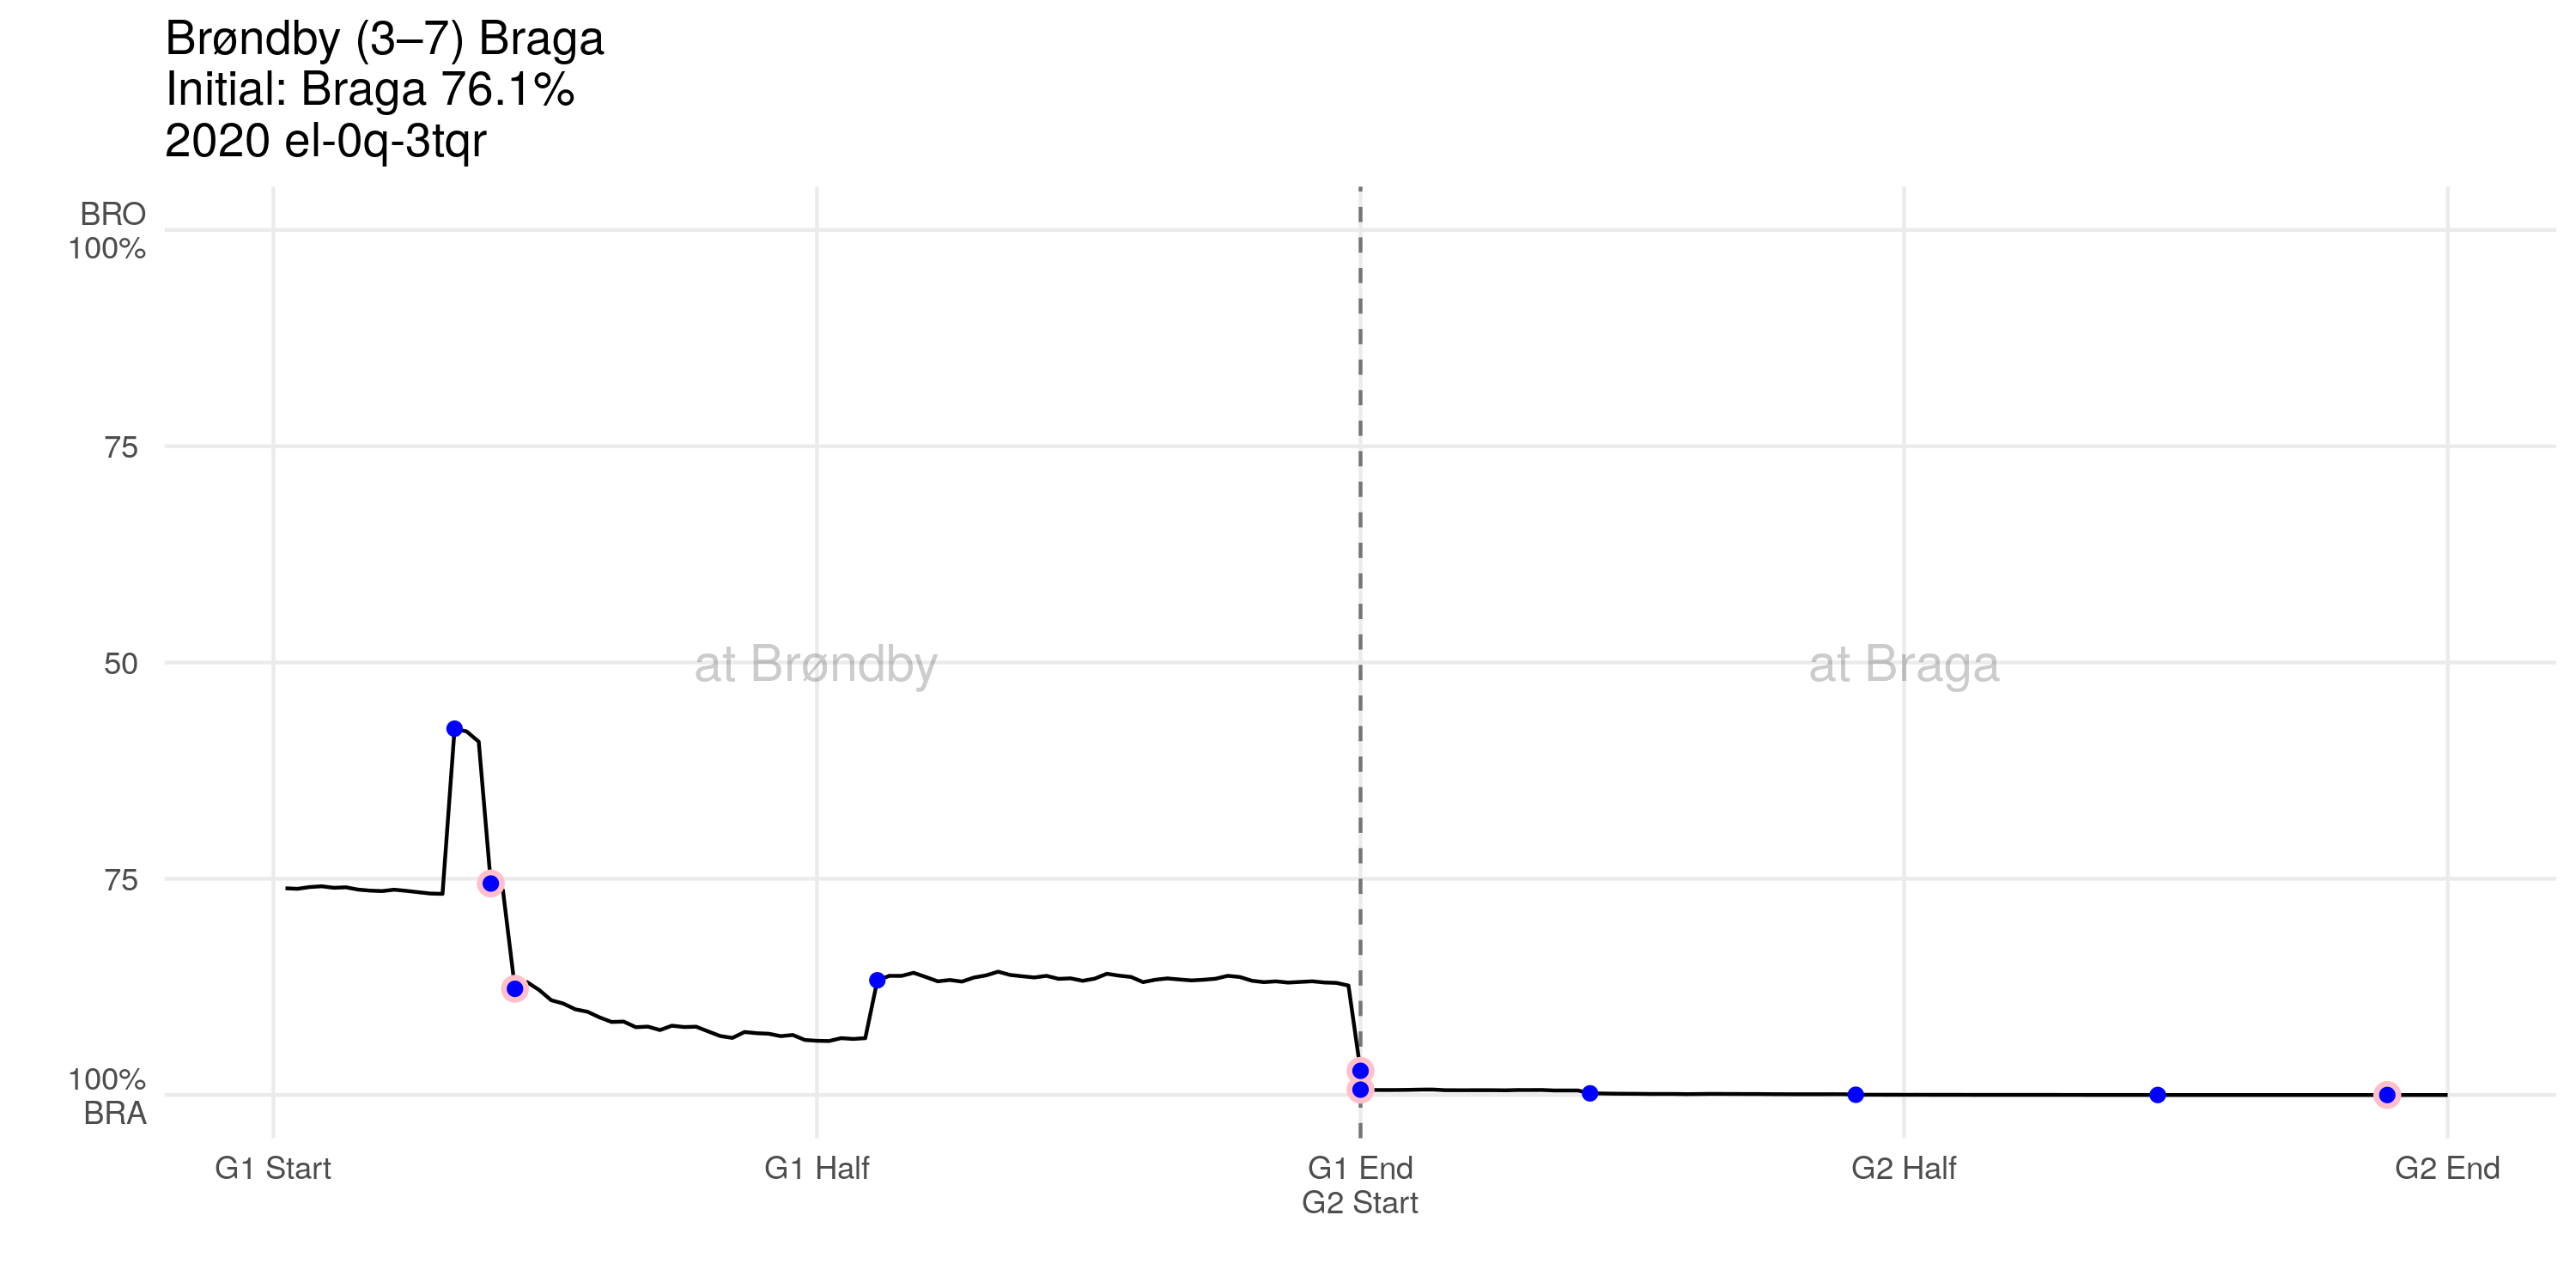 Brøndby (3–7) Braga
Initial: Braga 76.1%
2020 el-0q-3tqr
BRO
100%
75
50
75
100%
BRA
at Brøndby
at Braga
G1 Start
G1 Half
G1 End
G2 Start
G2 Half
G2 End